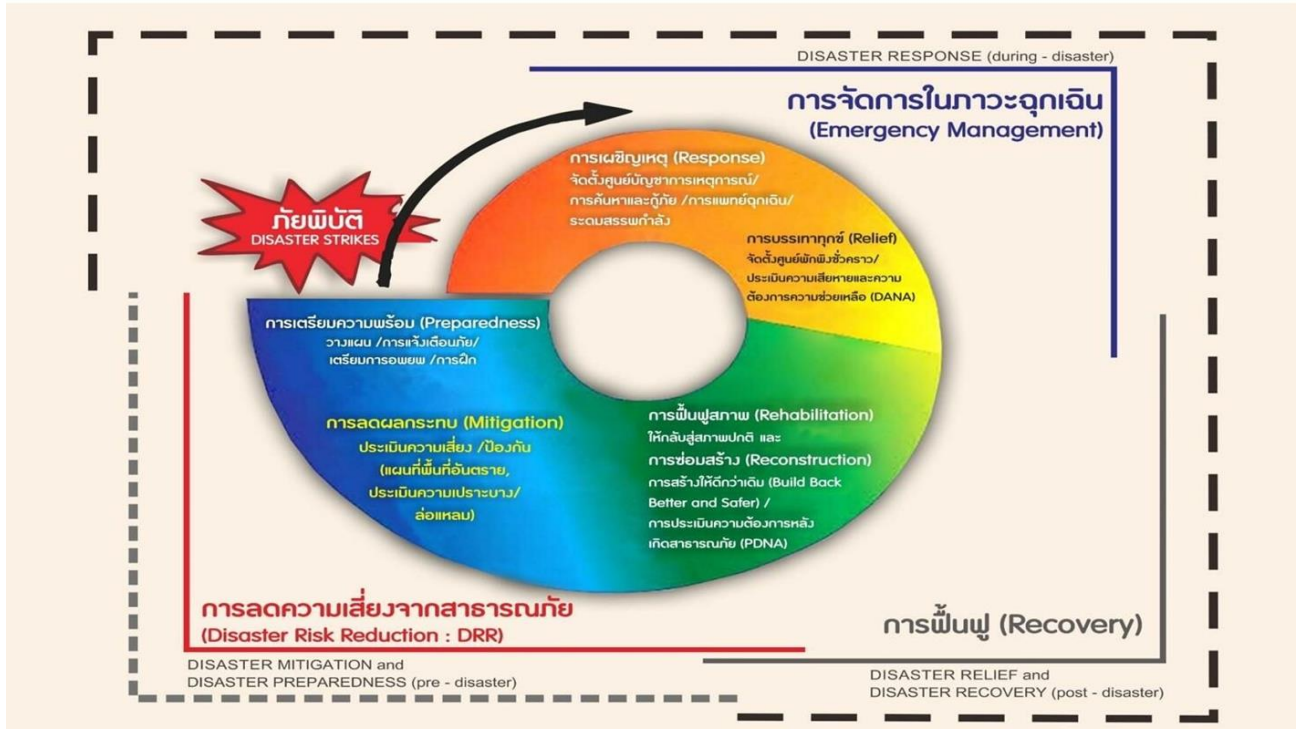 DISASTER RESPONSE (during - disaster)
การจัดการในภาวะฉุกเฉิน
(Emergency Management)
การเผชิญเหตุ (Response)
จัดตั้งศูนย์บัญชาการเหตุการณ์/
การค้นหาและกู้ภัย /การแพทย์ฉุกเฉิน/
ระดมสรรพกำลัง
ภัยพิบัติ
DISASTER STRIKES
การบรรเทาทุกข์ (Relief)
จัดตั้งศูนย์พักพิงชั่วคราว/
ประเมินความเสียหายและความ
ต้องการความช่วยเหลือ (DANA)
การเตรียมความพร้อม (Preparedness)
วางแผน /การแจ้งเตือนภัย/
เตรียมการอพยพ /การฝึก
การลดผลกระทบ (Mitigation)
ประเมินความเสี่ยง /ป้องกัน
(แผนที่พื้นที่อันตราย,
ประเมินความเปราะบาง/
ล่อแหลม)
การฟื้นฟูสภาพ (Rehabilitation)
ให้กลับสู่สภาพปกติ และ
การซ่อมสร้าง (Reconstruction)
การสร้างให้ดีกว่าเดิม (Build Back
Better and Safer) /
การประเมินความต้องการหลัง
เกิดสาธารณภัย (PDNA)
การลดความเสี่ยงจากสาธารณภัย
(Disaster Risk Reduction : DRR)
DISASTER MITIGATION and
DISASTER PREPAREDNESS (pre - disaster)
การฟื้นฟู (Recovery)
DISASTER RELIEF and
DISASTER RECOVERY (post - disaster)